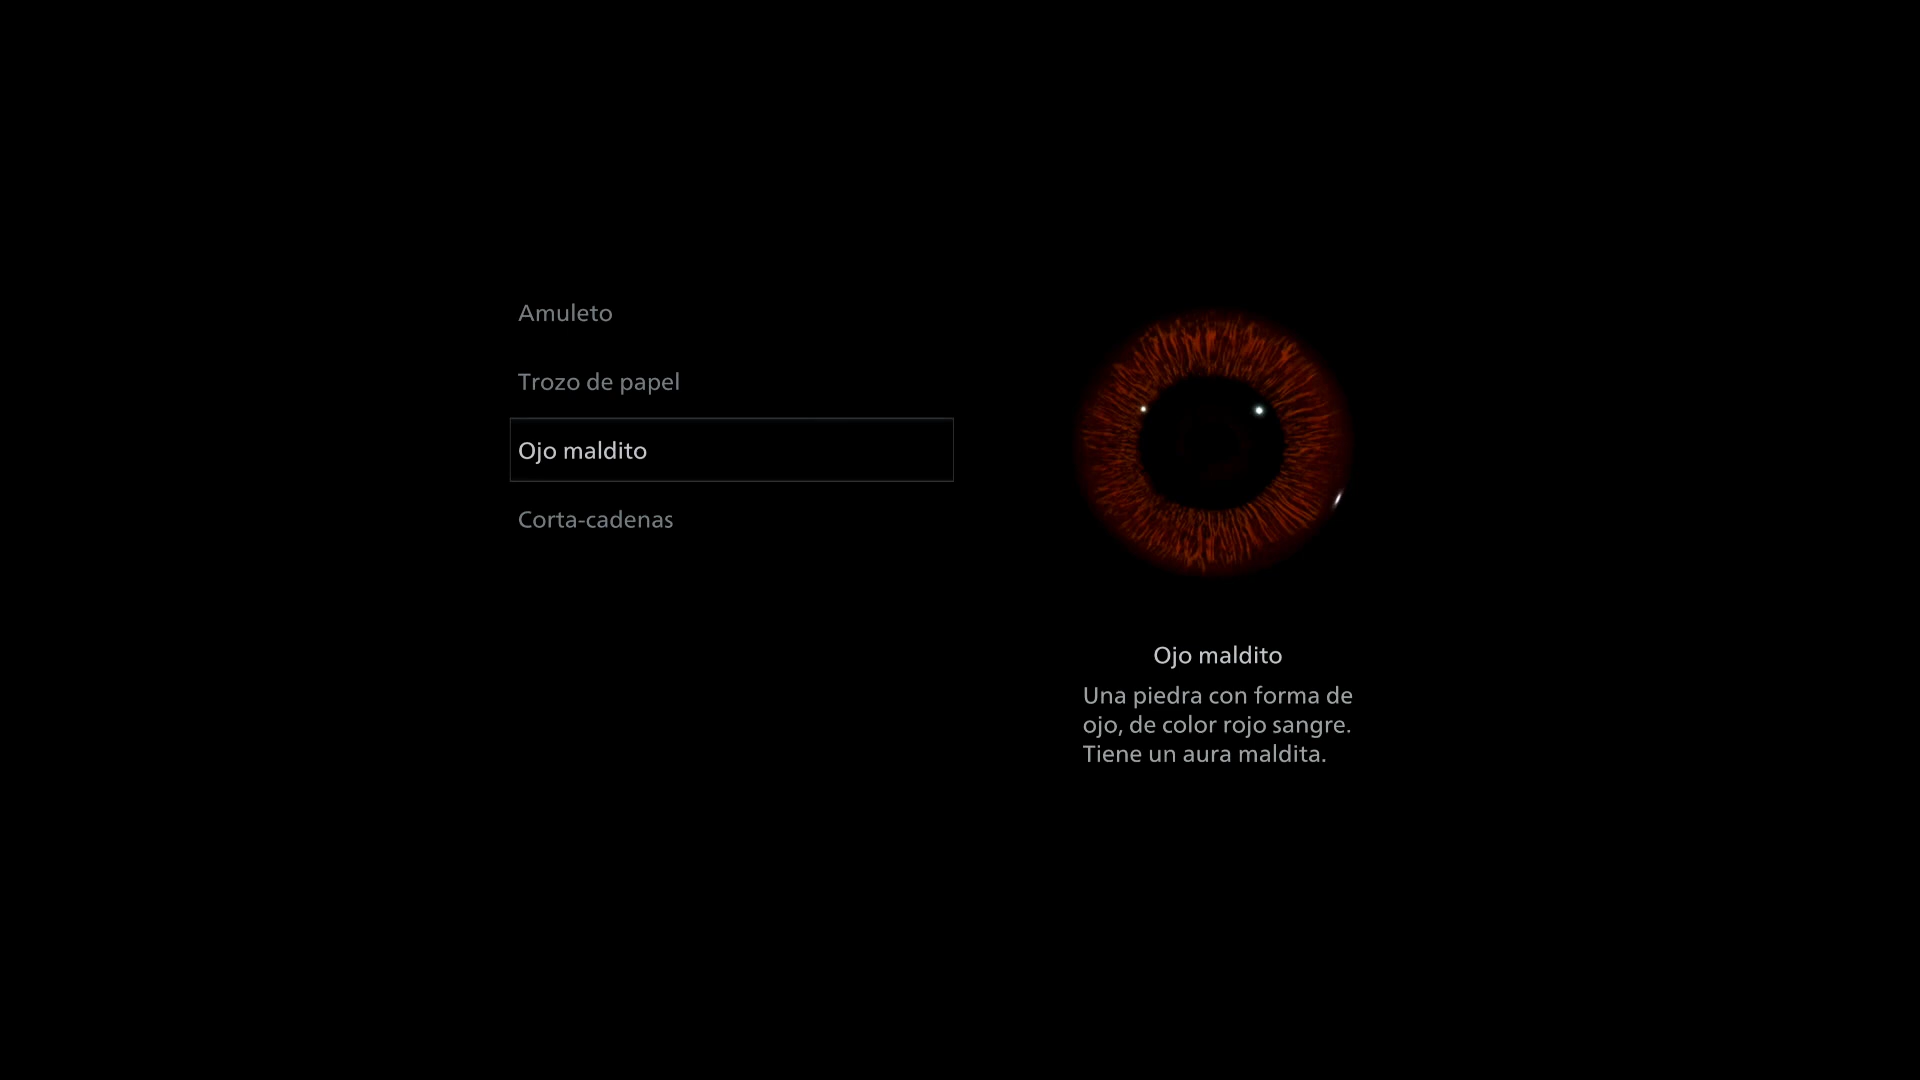 Amuleto
Trozo de papel
Ojo maldito
Corta-cadenas
Ojo maldito
Una piedra con forma de
ojo, de color rojo sangre.
Tiene un aura maldita.